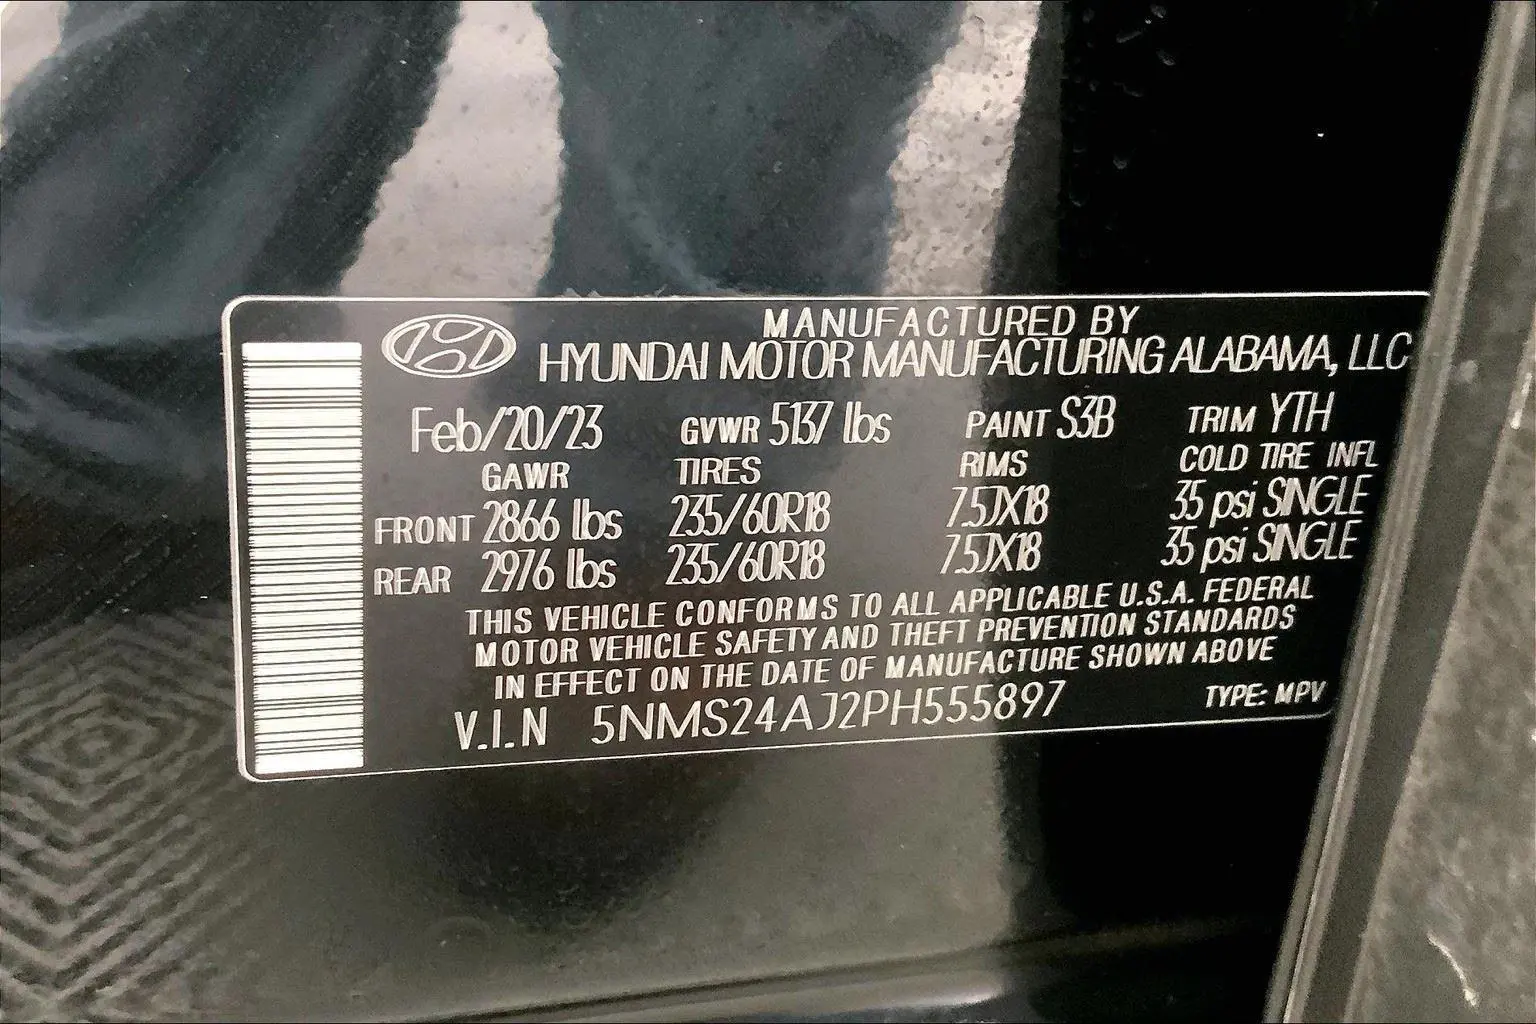 MANUFACTURED BY
HYUNDAI MOTOR MANUFACTURING ALABAMA, LLC
Feb/20/23 GVWR 5137 lbs PAINT S3B TRIM YTH
GAWR TIRES RIMS COLD TIRE INFL
FRONT 2866 lbs 235/60R18 7.5JX18 35 psi SINGLE
REAR 2976 lbs 235/60R18 7.5JX18 35 psi SINGLE
THIS VEHICLE CONFORMS TO ALL APPLICABLE U.S.A. FEDERAL
MOTOR VEHICLE SAFETY AND THEFT PREVENTION STANDARDS
IN EFFECT ON THE DATE OF MANUFACTURE SHOWN ABOVE
V.I.N 5NMS24AJ2PH555897 TYPE: MPV